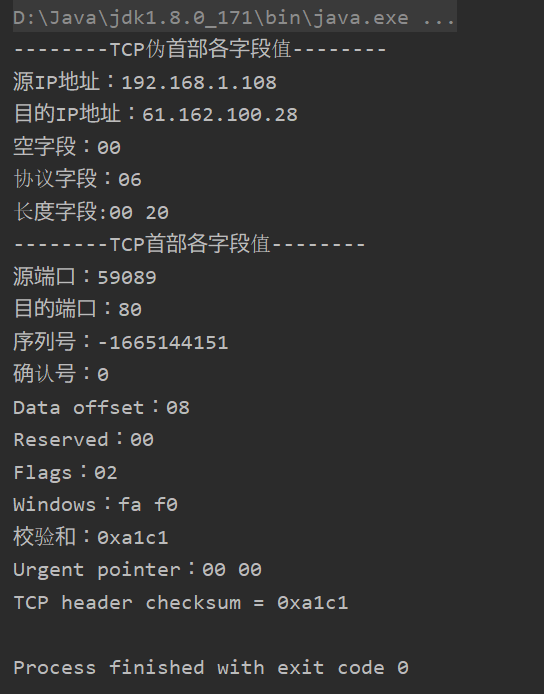 D:\Java\jdk1.8.0_171\bin\java.exe ...
--------TCP伪首部各字段值--------
源IP地址：192.168.1.108
目的IP地址：61.162.100.28
空字段：00
协议字段：06
长度字段:00 20
--------TCP首部各字段值--------
源端口：59089
目的端口：80
序列号：-1665144151
确认号：0
Data offset：08
Reserved：00
Flags：02
Windows：fa f0
校验和：0xa1c1
Urgent pointer：00 00
TCP header checksum = 0xa1c1
Process finished with exit code 0